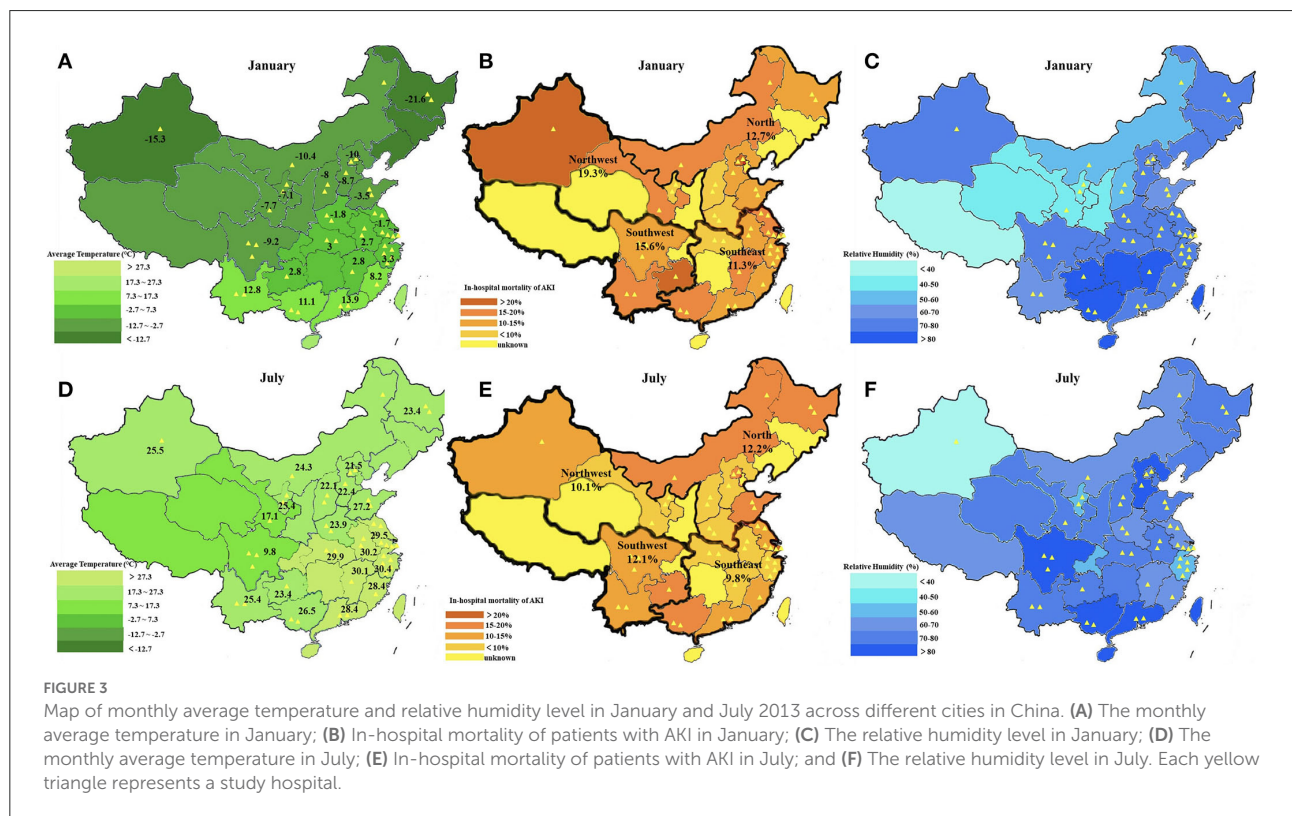 A
January
-21.6
-15.3
-10.4
-10
-8
-8.7
-7.1
-3.5
-7.7
-1.8
-1.7
-9.2
3
2.7
3.3
2.8
2.8
8.2
12.8
11.1
13.9
Average Temperature (°C)
> 27.3
17.3 ~ 27.3
7.3 ~ 17.3
-2.7 ~ 7.3
-12.7 ~ -2.7
< -12.7
B
January
North
12.7%
Northwest
19.3%
Southwest
15.6%
Southeast
11.3%
In-hospital mortality of AKI
> 20%
15-20%
10-15%
< 10%
unknown
C
January
Relative Humidity (%)
< 40
40-50
50-60
60-70
70-80
> 80
D
July
23.4
25.5
24.3
21.5
22.1
22.4
25.4
27.2
17.1
23.9
29.5
9.8
29.9
30.2
30.1
30.4
28.4
25.4
23.4
26.5
28.4
Average Temperature (°C)
> 27.3
17.3 ~ 27.3
7.3 ~ 17.3
-2.7 ~ 7.3
-12.7 ~ -2.7
< -12.7
E
July
North
12.2%
Northwest
10.1%
Southwest
12.1%
Southeast
9.8%
In-hospital mortality of AKI
> 20%
15-20%
10-15%
< 10%
unknown
F
July
Relative Humidity (%)
< 40
40-50
50-60
60-70
70-80
> 80
FIGURE 3
Map of monthly average temperature and relative humidity level in January and July 2013 across different cities in China. (A) The monthly
average temperature in January; (B) In-hospital mortality of patients with AKI in January; (C) The relative humidity level in January; (D) The
monthly average temperature in July; (E) In-hospital mortality of patients with AKI in July; and (F) The relative humidity level in July. Each yellow
triangle represents a study hospital.